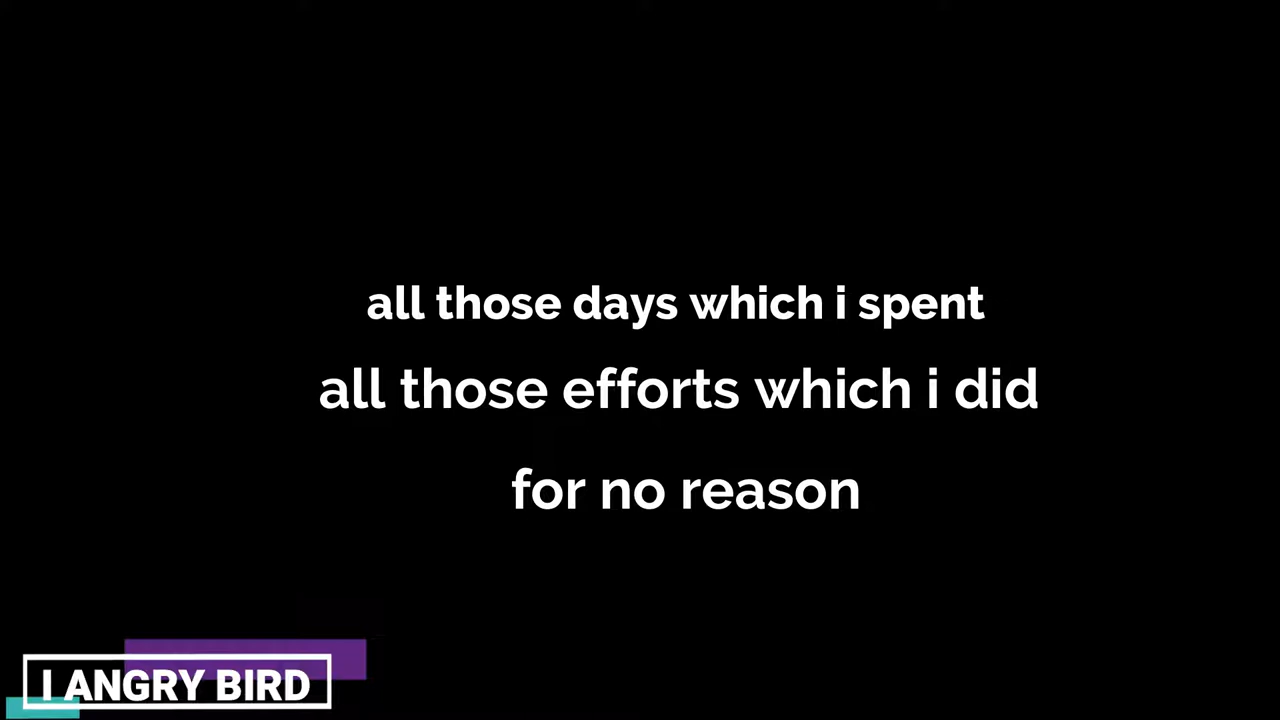 all those days which i spent
all those efforts which i did
for no reason
I ANGRY BIRD